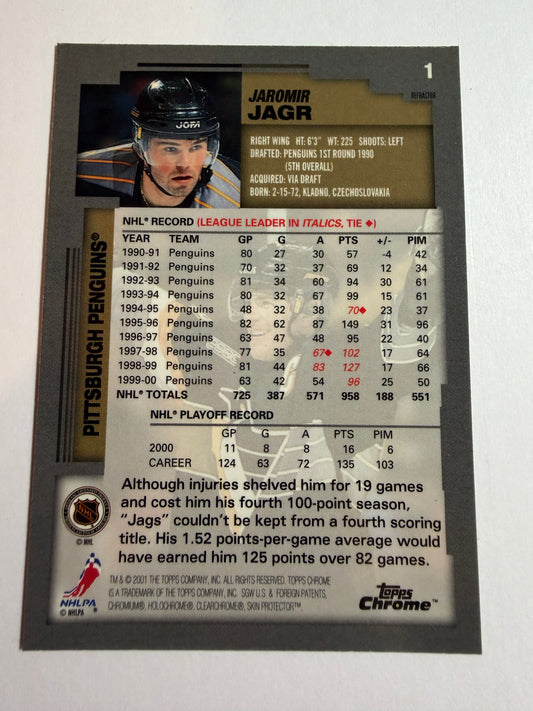 1
REFRACTOR
JOFA
JAROMIR
JAGR
RIGHT WING HT: 6'3" WT: 225 SHOOTS: LEFT
DRAFTED: PENGUINS 1ST ROUND 1990
(5TH OVERALL)
ACQUIRED: VIA DRAFT
BORN: 2-15-72, KLADNO, CZECHOSLOVAKIA
PITTSBURGH PENGUINS®
NHL® RECORD (LEAGUE LEADER IN ITALICS, TIE ♦)
YEAR TEAM GP G A PTS +/- PIM
1990-91 Penguins 80 27 30 57 -4 42
1991-92 Penguins 70 32 37 69 12 34
1992-93 Penguins 81 34 60 94 30 61
1993-94 Penguins 80 32 67 99 15 61
1994-95 Penguins 48 32 38 70♦ 23 37
1995-96 Penguins 82 62 87 149 31 96
1996-97 Penguins 63 47 48 95 22 40
1997-98 Penguins 77 35 67♦ 102 17 64
1998-99 Penguins 81 44 83 127 17 66
1999-00 Penguins 63 42 54 96 25 50
NHL® TOTALS 725 387 571 958 188 551
NHL® PLAYOFF RECORD
GP G A PTS PIM
2000 11 8 8 16 6
CAREER 124 63 72 135 103
Although injuries shelved him for 19 games
and cost him his fourth 100-point season,
"Jags" couldn't be kept from a fourth scoring
title. His 1.52 points-per-game average would
have earned him 125 points over 82 games.
NHL
© NHL
NHLPA
© NHLPA
TM & © 2001 THE TOPPS COMPANY, INC. ALL RIGHTS RESERVED. TOPPS CHROME
IS A TRADEMARK OF THE TOPPS COMPANY, INC. SGW U.S. & FOREIGN PATENTS,
CHROMIUM®, HOLOCHROME®, CLEARCHROME®, SKIN PROTECTOR™.
Topps
Chrome™